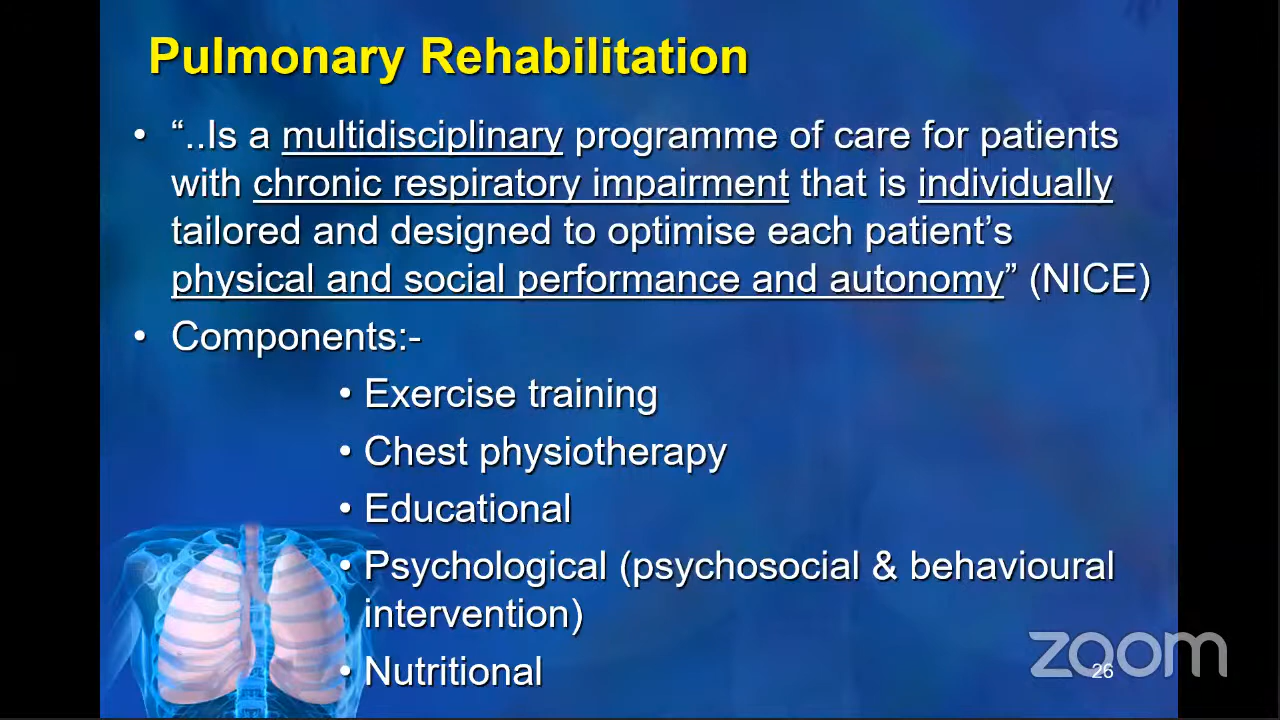 Pulmonary Rehabilitation
• “..Is a multidisciplinary programme of care for patients
with chronic respiratory impairment that is individually
tailored and designed to optimise each patient’s
physical and social performance and autonomy” (NICE)
• Components:-
• Exercise training
• Chest physiotherapy
• Educational
• Psychological (psychosocial & behavioural
intervention)
• Nutritional
zoom
26